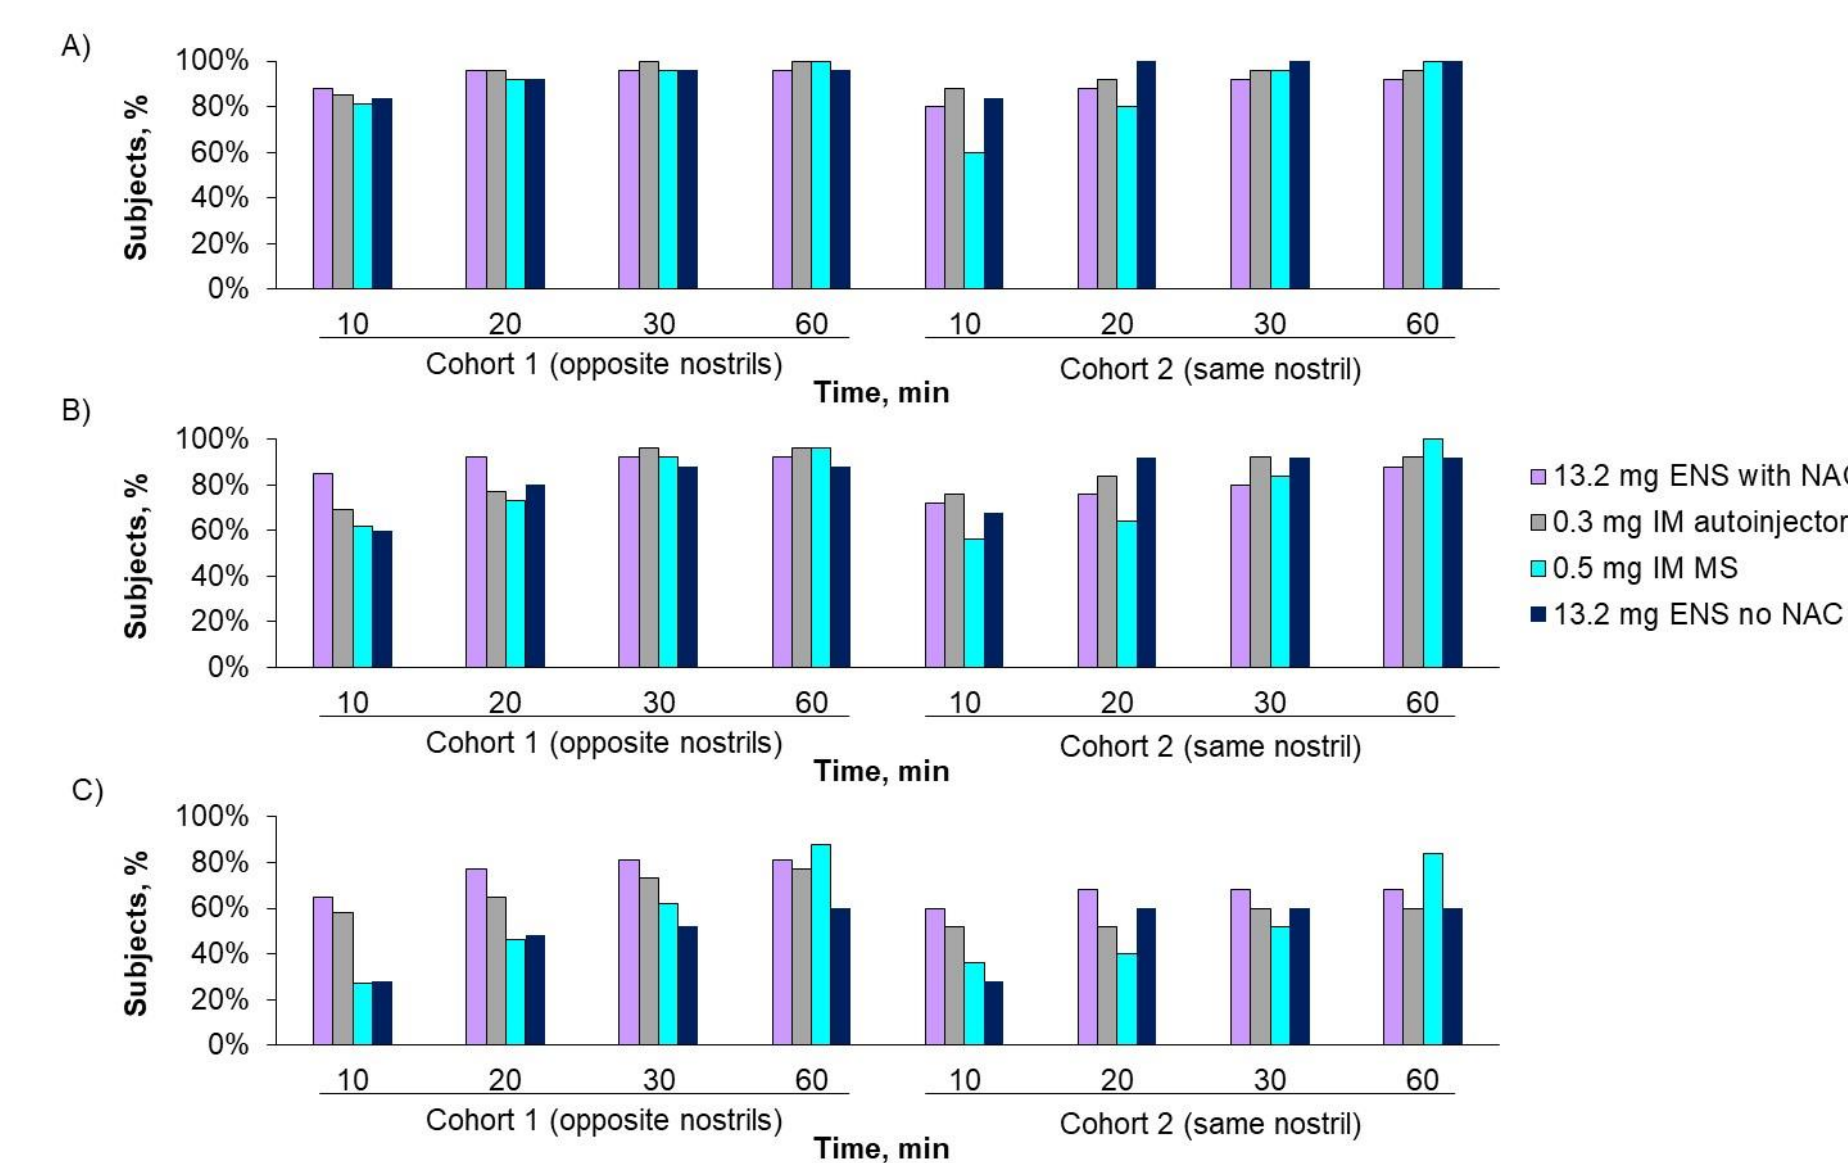 A)
Subjects, %
100%
80%
60%
40%
20%
0%
10 20 30 60 10 20 30 60
Cohort 1 (opposite nostrils) Cohort 2 (same nostril)
Time, min
B)
Subjects, %
100%
80%
60%
40%
20%
0%
10 20 30 60 10 20 30 60
Cohort 1 (opposite nostrils) Cohort 2 (same nostril)
Time, min
13.2 mg ENS with NAC
0.3 mg IM autoinjector
0.5 mg IM MS
13.2 mg ENS no NAC
C)
Subjects, %
100%
80%
60%
40%
20%
0%
10 20 30 60 10 20 30 60
Cohort 1 (opposite nostrils) Cohort 2 (same nostril)
Time, min